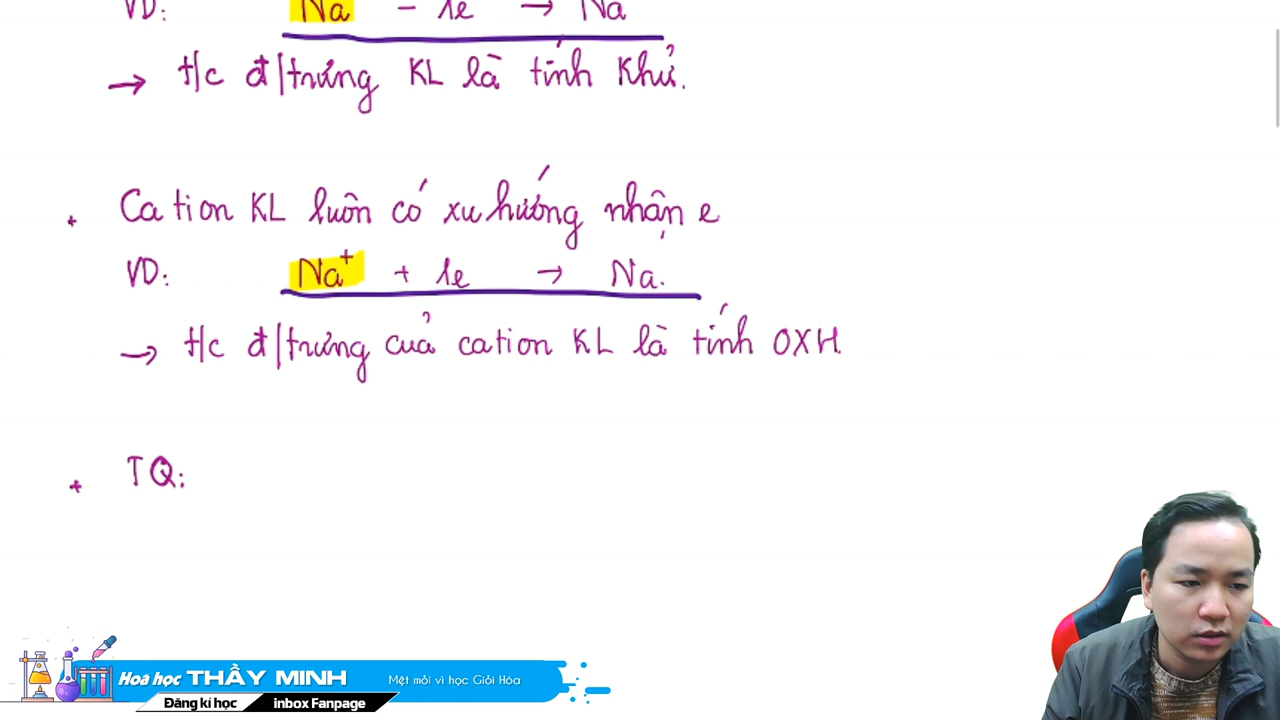 VD: Na - 1e → Na
→ t/c đ/trưng KL là tính khử.
+ Cation KL luôn có xu hướng nhận e
VD: Na⁺ + 1e → Na.
→ t/c đ/trưng của cation KL là tính OXH.
+ TQ:
Hoá học THẦY MINH
Mệt mỏi vì học Giỏi Hóa
Đăng kí học
inbox Fanpage